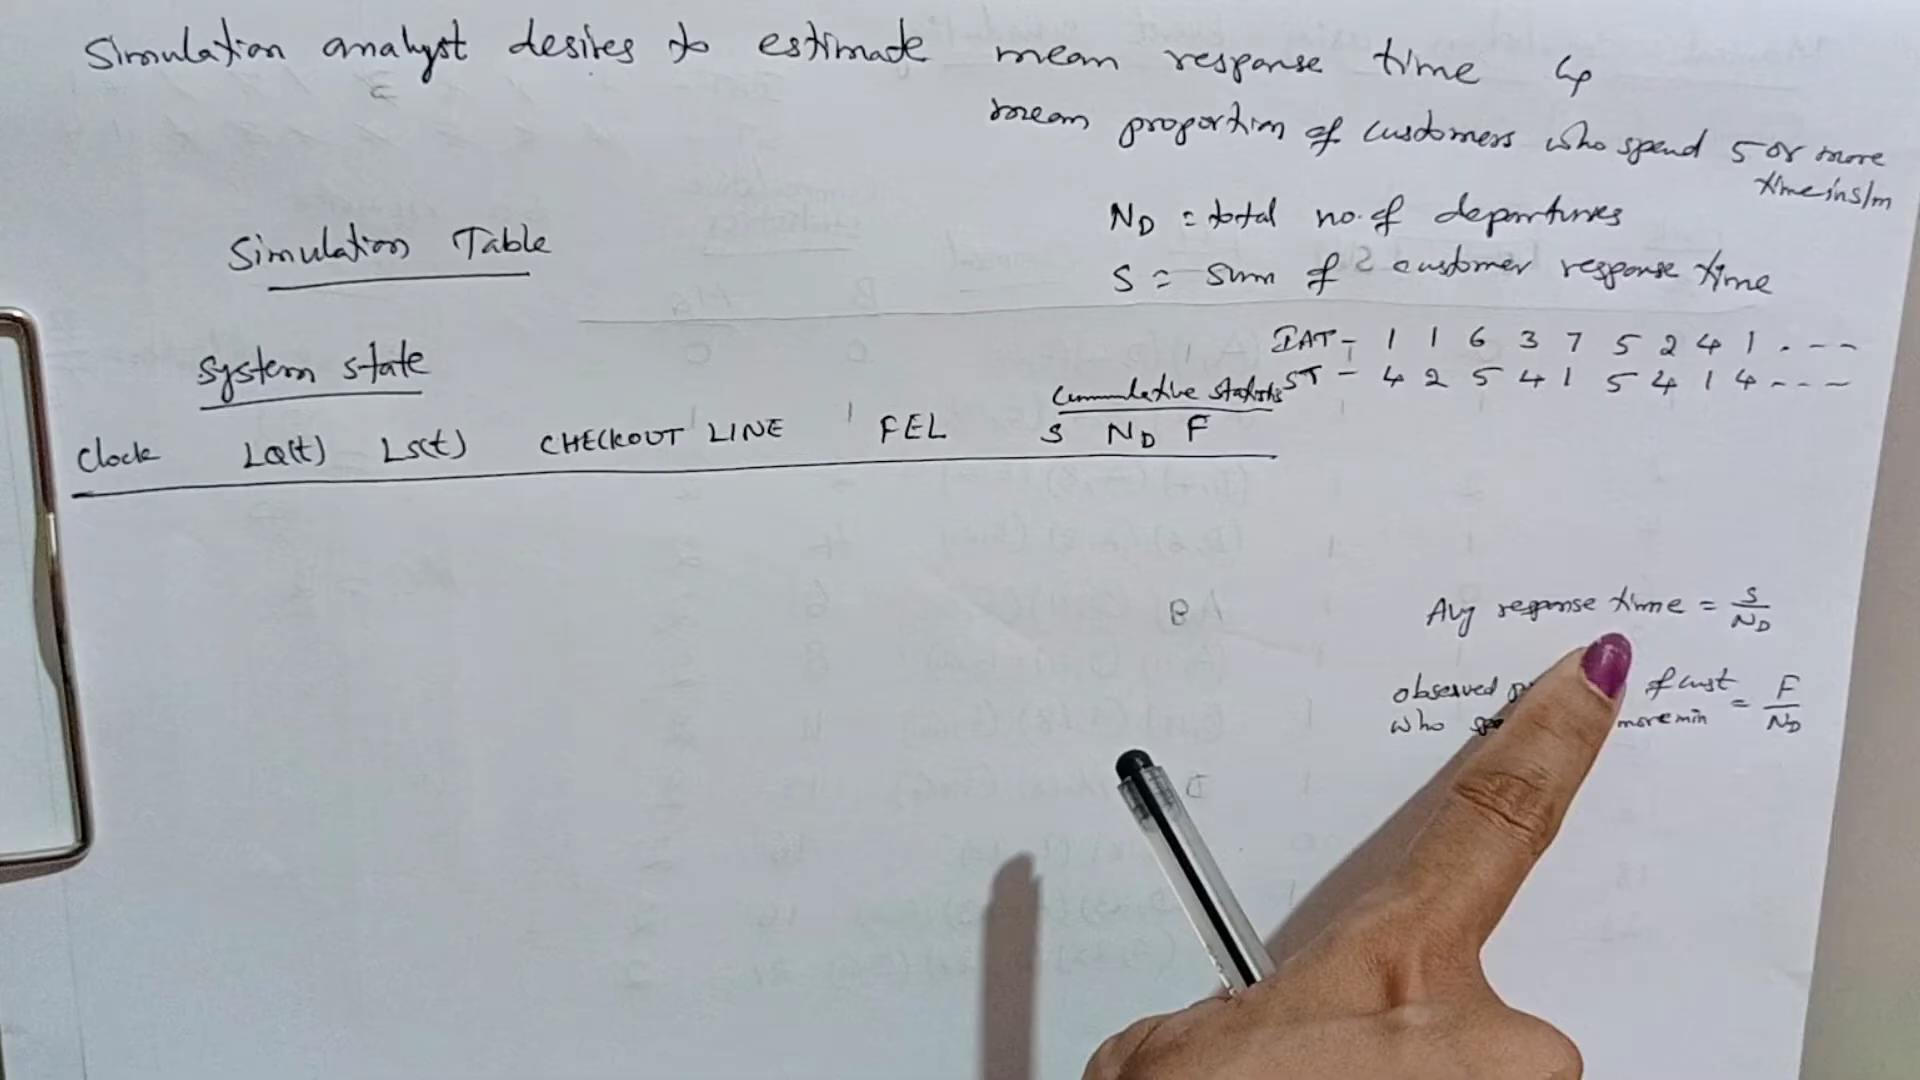 Simulation analyst desires to estimate mean response time &
mean proportion of customers who spend 5 or more
time in s/m
ND = total no. of departures
Simulation Table
S = sum of customer response time
IAT - 1 1 6 3 7 5 2 4 1 . - -
System state
ST - 4 2 5 4 1 5 4 1 4 - - -
Cummulative statistics
Clock LQ(t) LS(t) CHECKOUT LINE FEL S ND F
Avg response time = S/ND
observed of cust = F/ND
who more min